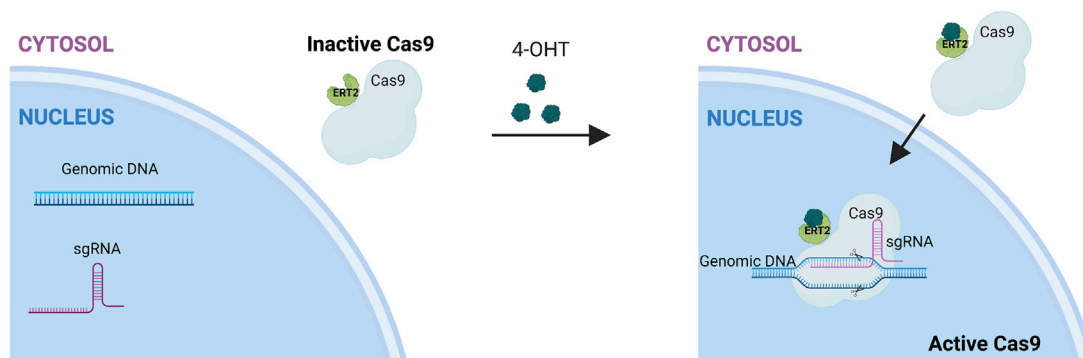 CYTOSOL
Inactive Cas9
Cas9
ERT2
NUCLEUS
Genomic DNA
sgRNA
4-OHT
CYTOSOL
Cas9
ERT2
NUCLEUS
Cas9
ERT2
sgRNA
Genomic DNA
Active Cas9